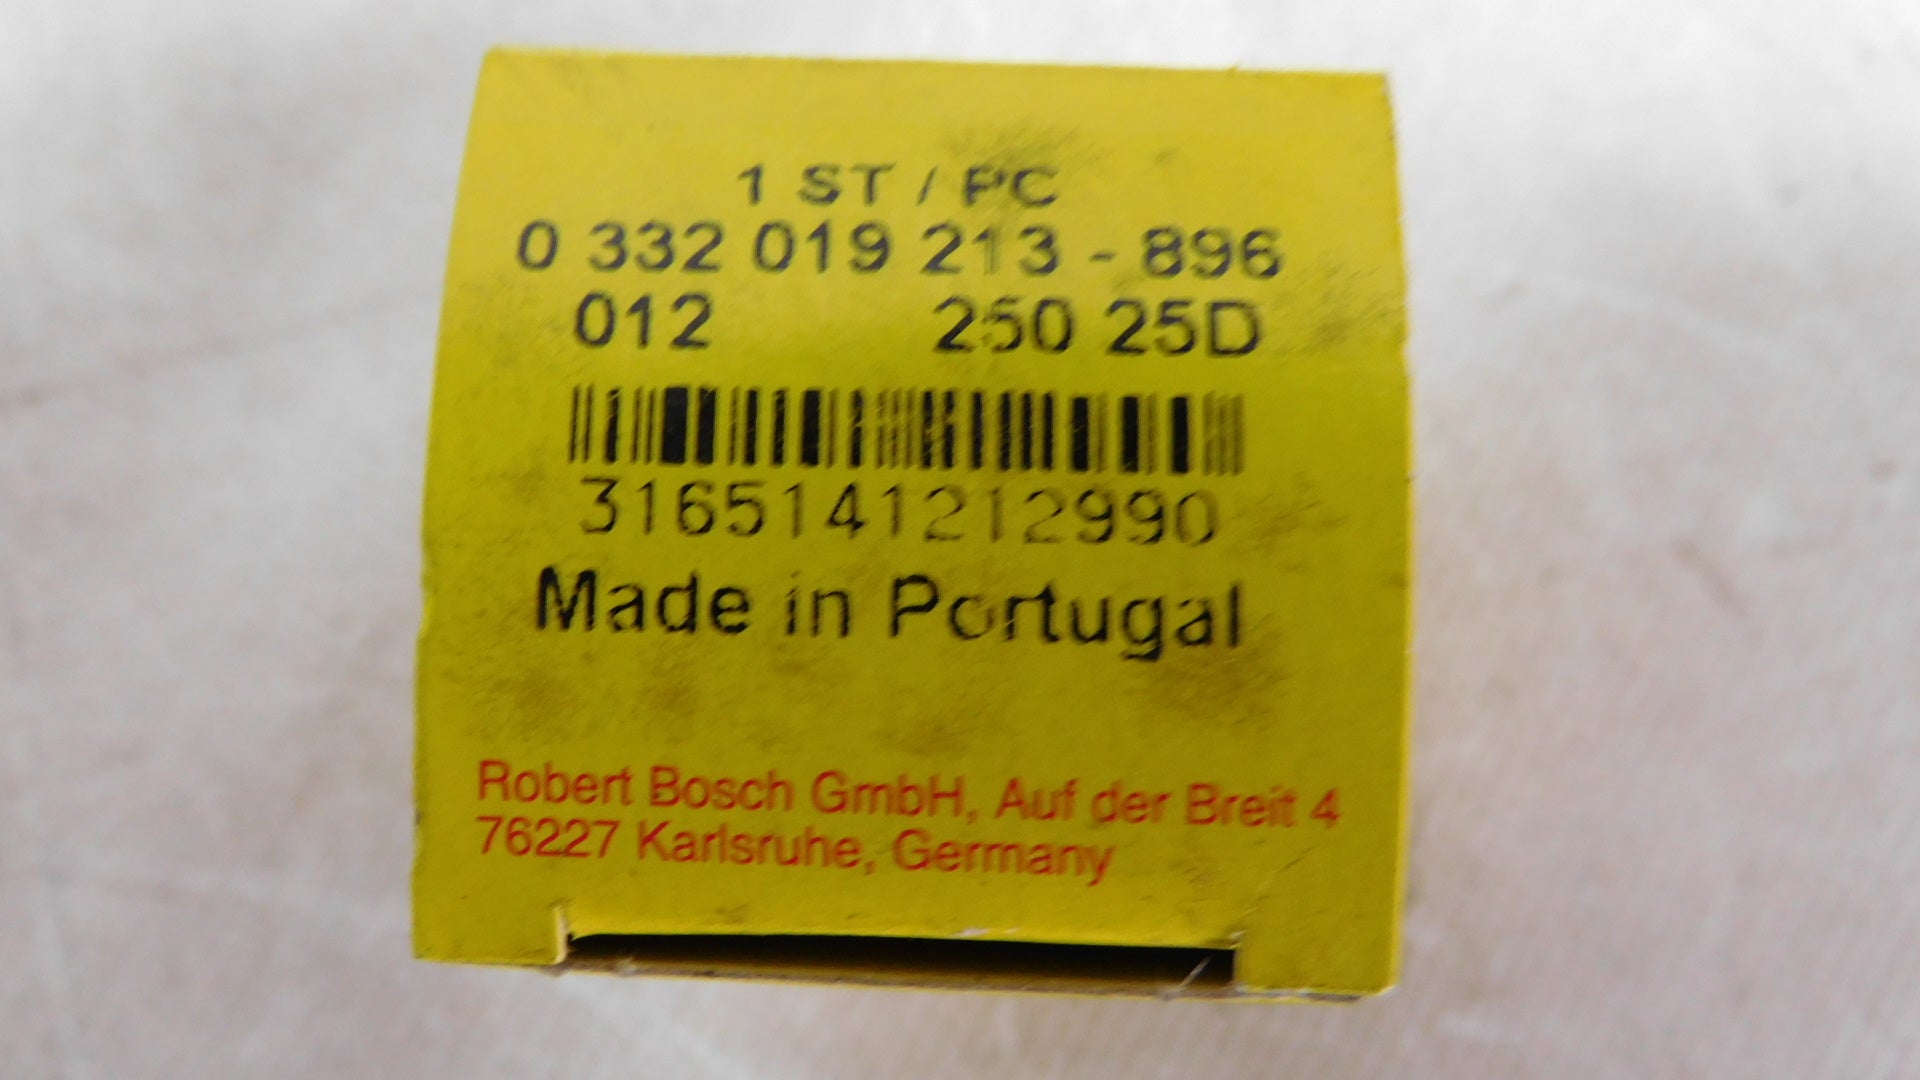 1 ST / PC
0 332 019 213 - 896
012 250 25D
3165141212990
Made in Portugal
Robert Bosch GmbH, Auf der Breit 4
76227 Karlsruhe, Germany